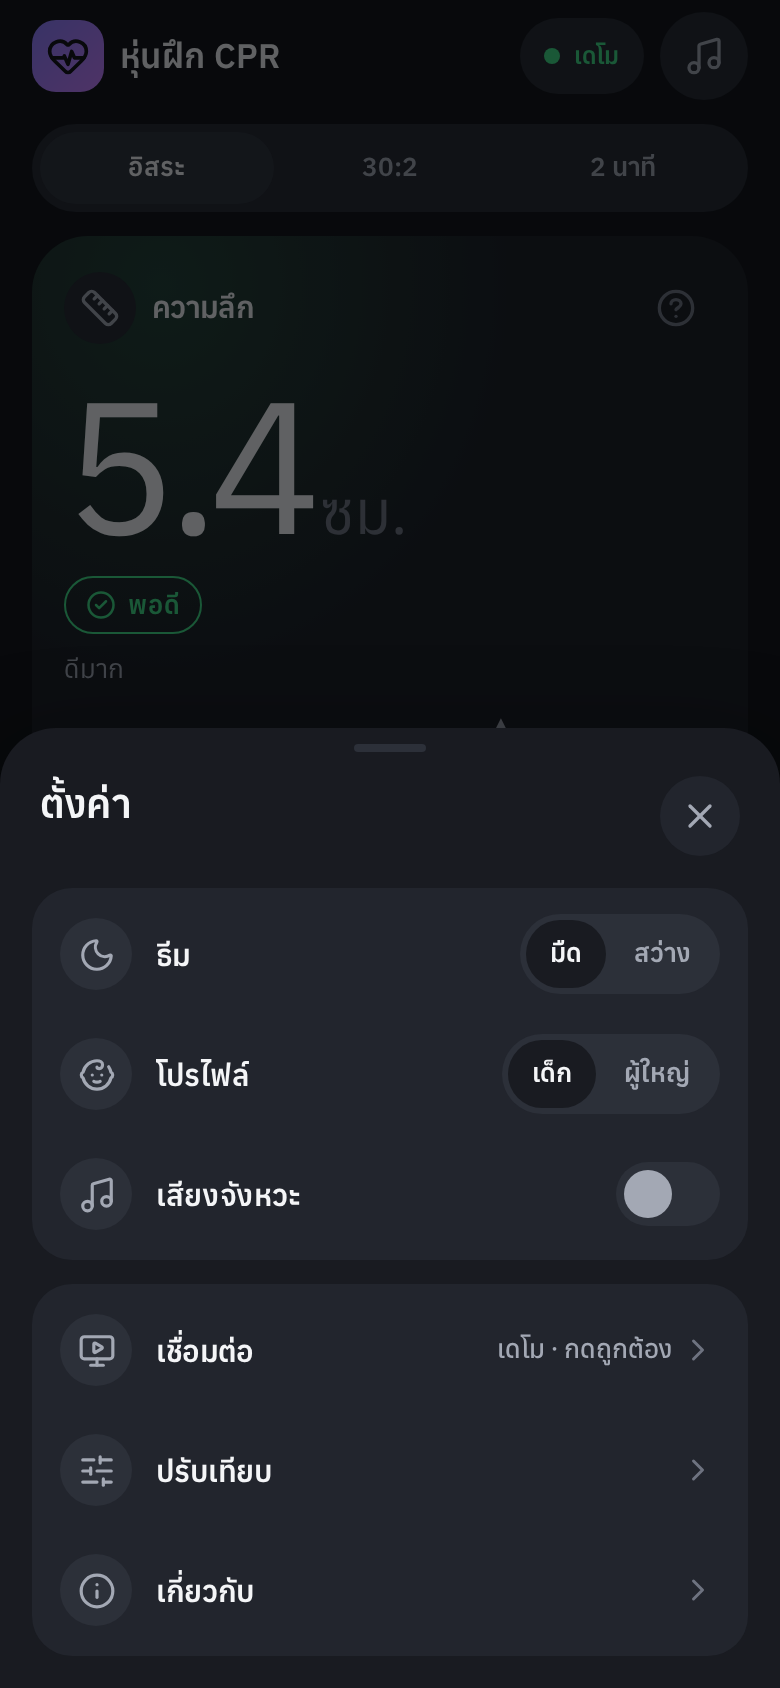 หุ่นฝึก CPR
เดโม
อิสระ
30:2
2 นาที
ความลึก
5.4 ซม.
พอดี
ดีมาก
ตั้งค่า
ธีม
มืด
สว่าง
โปรไฟล์
เด็ก
ผู้ใหญ่
เสียงจังหวะ
เชื่อมต่อ
เดโม · กดถูกต้อง
ปรับเทียบ
เกี่ยวกับ